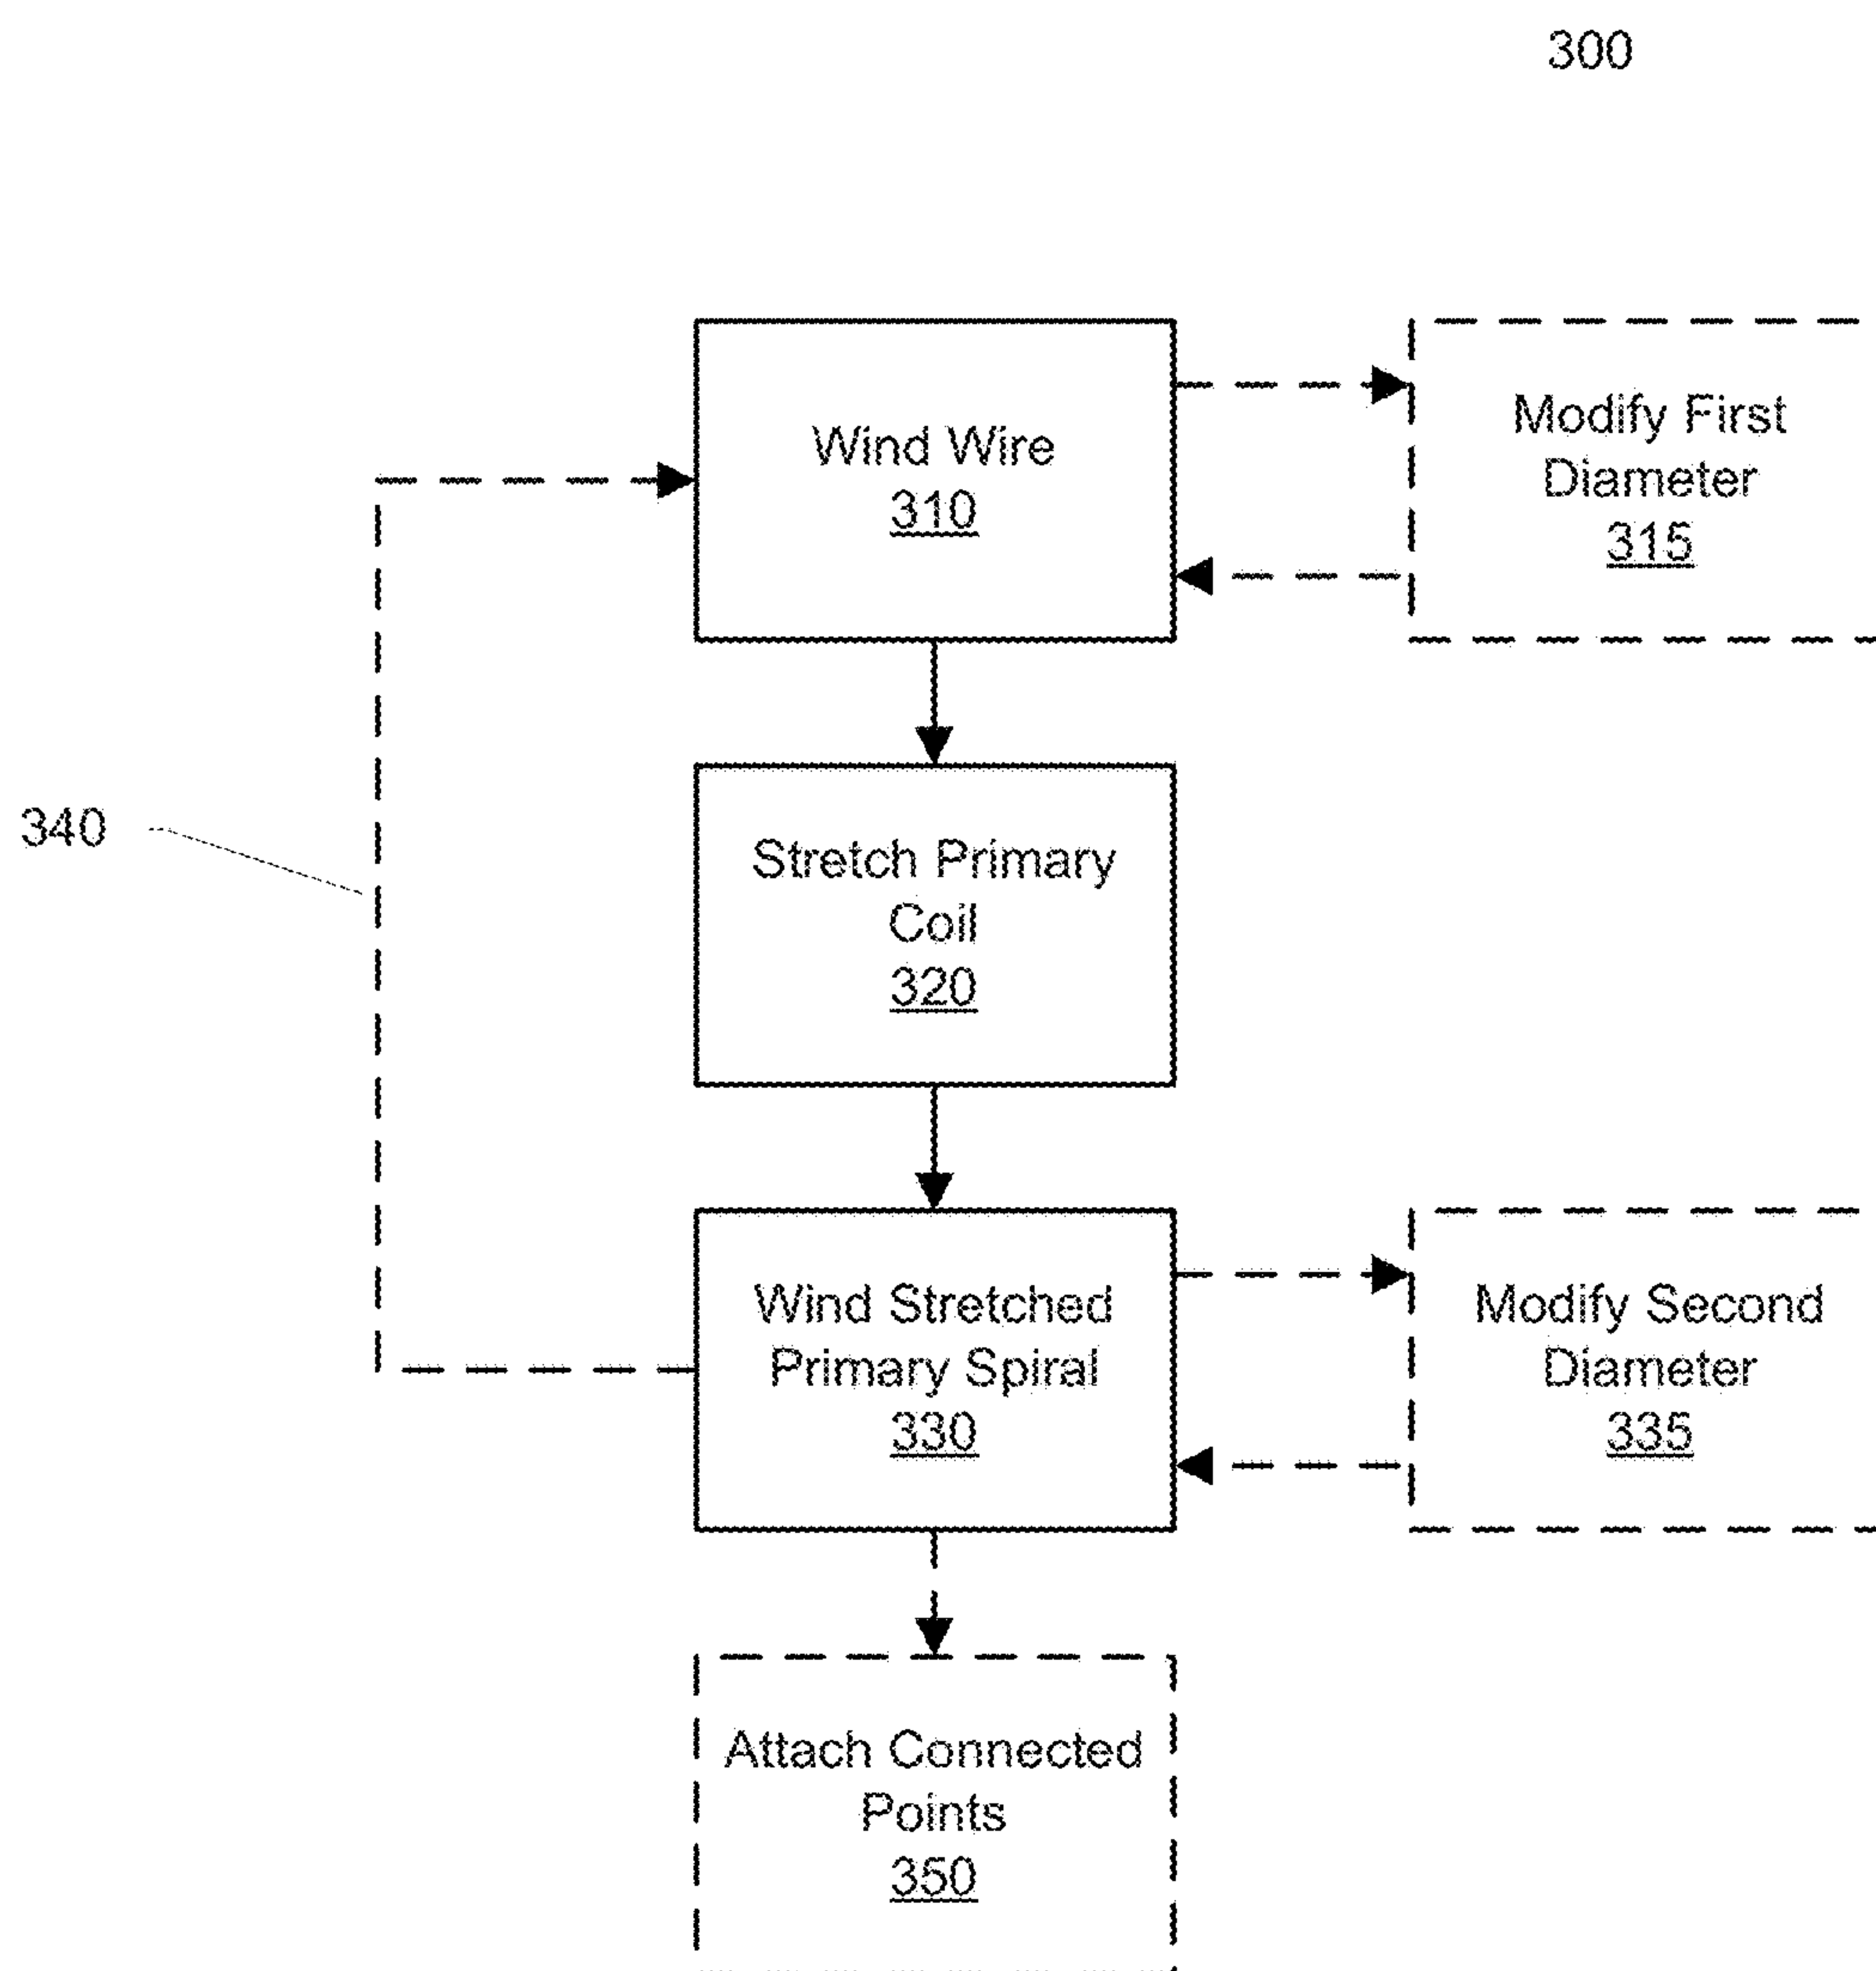 300
Wind Wire
310
Modify First
Diameter
315
340
Stretch Primary
Coil
320
Wind Stretched
Primary Spiral
330
Modify Second
Diameter
335
Attach Connected
Points
350